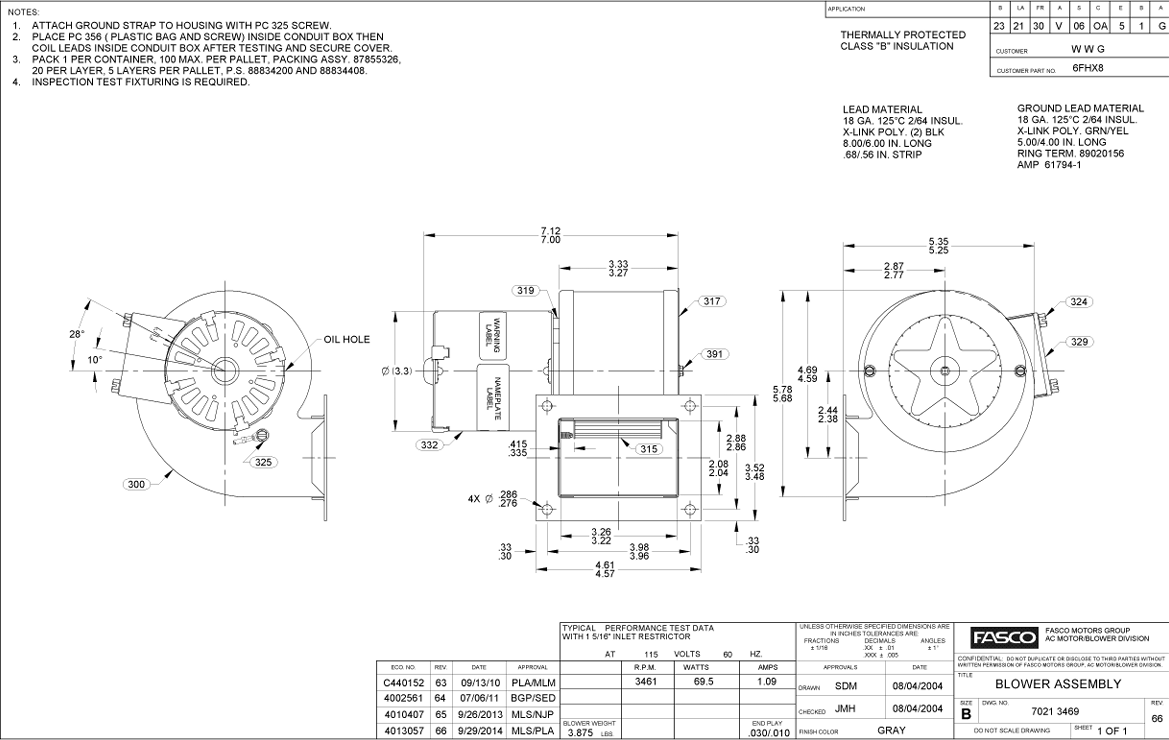 NOTES:
1. ATTACH GROUND STRAP TO HOUSING WITH PC 325 SCREW.
2. PLACE PC 356 ( PLASTIC BAG AND SCREW) INSIDE CONDUIT BOX THEN
COIL LEADS INSIDE CONDUIT BOX AFTER TESTING AND SECURE COVER.
3. PACK 1 PER CONTAINER, 100 MAX. PER PALLET, PACKING ASSY. 87855326,
20 PER LAYER, 5 LAYERS PER PALLET, P.S. 88834200 AND 88834408.
4. INSPECTION TEST FIXTURING IS REQUIRED.
APPLICATION
THERMALLY PROTECTED
CLASS "B" INSULATION
B LA FR A S C E B A
23 21 30 V 06 OA 5 1 G
CUSTOMER W W G
CUSTOMER PART NO. 6FHX8
LEAD MATERIAL
18 GA. 125°C 2/64 INSUL.
X-LINK POLY. (2) BLK
8.00/6.00 IN. LONG
.68/.56 IN. STRIP
GROUND LEAD MATERIAL
18 GA. 125°C 2/64 INSUL.
X-LINK POLY. GRN/YEL
5.00/4.00 IN. LONG
RING TERM. 89020156
AMP 61794-1
28°
10°
OIL HOLE
325
300
7.12
7.00
3.33
3.27
319
317
391
Ø (3.3)
WARNING
LABEL
NAMEPLATE
LABEL
332
.415
.335
315
2.08
2.04
2.88
2.86
3.52
3.48
4X Ø .286
.276
3.26
3.22
.33
.30
3.98
3.96
.33
.30
4.61
4.57
5.35
5.25
2.87
2.77
324
329
5.78
5.68
4.69
4.59
2.44
2.38
ECO. NO. REV. DATE APPROVAL
C440152 63 09/13/10 PLA/MLM
4002561 64 07/06/11 BGP/SED
4010407 65 9/26/2013 MLS/NJP
4013057 66 9/29/2014 MLS/PLA
TYPICAL PERFORMANCE TEST DATA
WITH 1 5/16" INLET RESTRICTOR
AT 115 VOLTS 60 HZ.
R.P.M. WATTS AMPS
3461 69.5 1.09
BLOWER WEIGHT
3.875 LBS.
END PLAY
.030/.010
UNLESS OTHERWISE SPECIFIED DIMENSIONS ARE
IN INCHES TOLERANCES ARE:
FRACTIONS DECIMALS ANGLES
± 1/16 .XX ± .01 ± 1°
.XXX ± .005
APPROVALS DATE
DRAWN SDM 08/04/2004
CHECKED JMH 08/04/2004
FINISH COLOR GRAY
FASCO
FASCO MOTORS GROUP
AC MOTOR/BLOWER DIVISION
CONFIDENTIAL: DO NOT DUPLICATE OR DISCLOSE TO THIRD PARTIES WITHOUT
WRITTEN PERMISSION OF FASCO MOTORS GROUP, AC MOTOR/BLOWER DIVISION.
TITLE
BLOWER ASSEMBLY
SIZE
B
DWG. NO.
7021 3469
REV.
66
DO NOT SCALE DRAWING
SHEET 1 OF 1